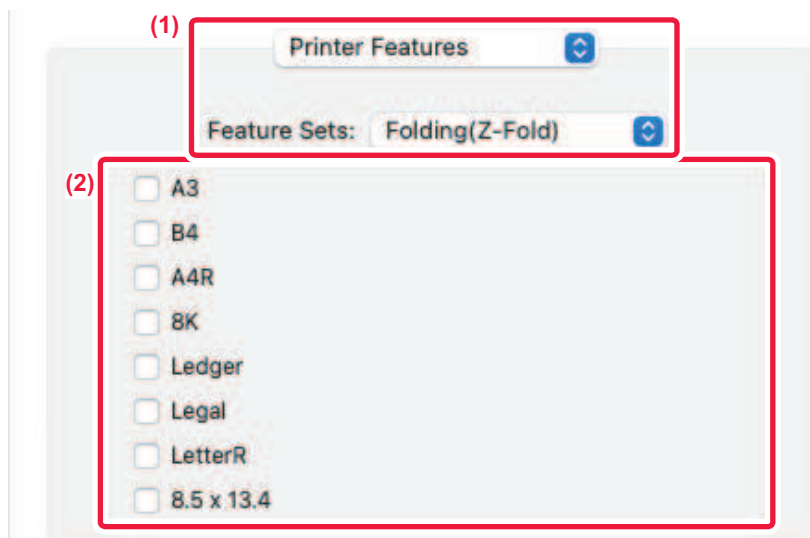 (1)
Printer Features
Feature Sets: Folding(Z-Fold)
(2)
A3
B4
A4R
8K
Ledger
Legal
LetterR
8.5 x 13.4